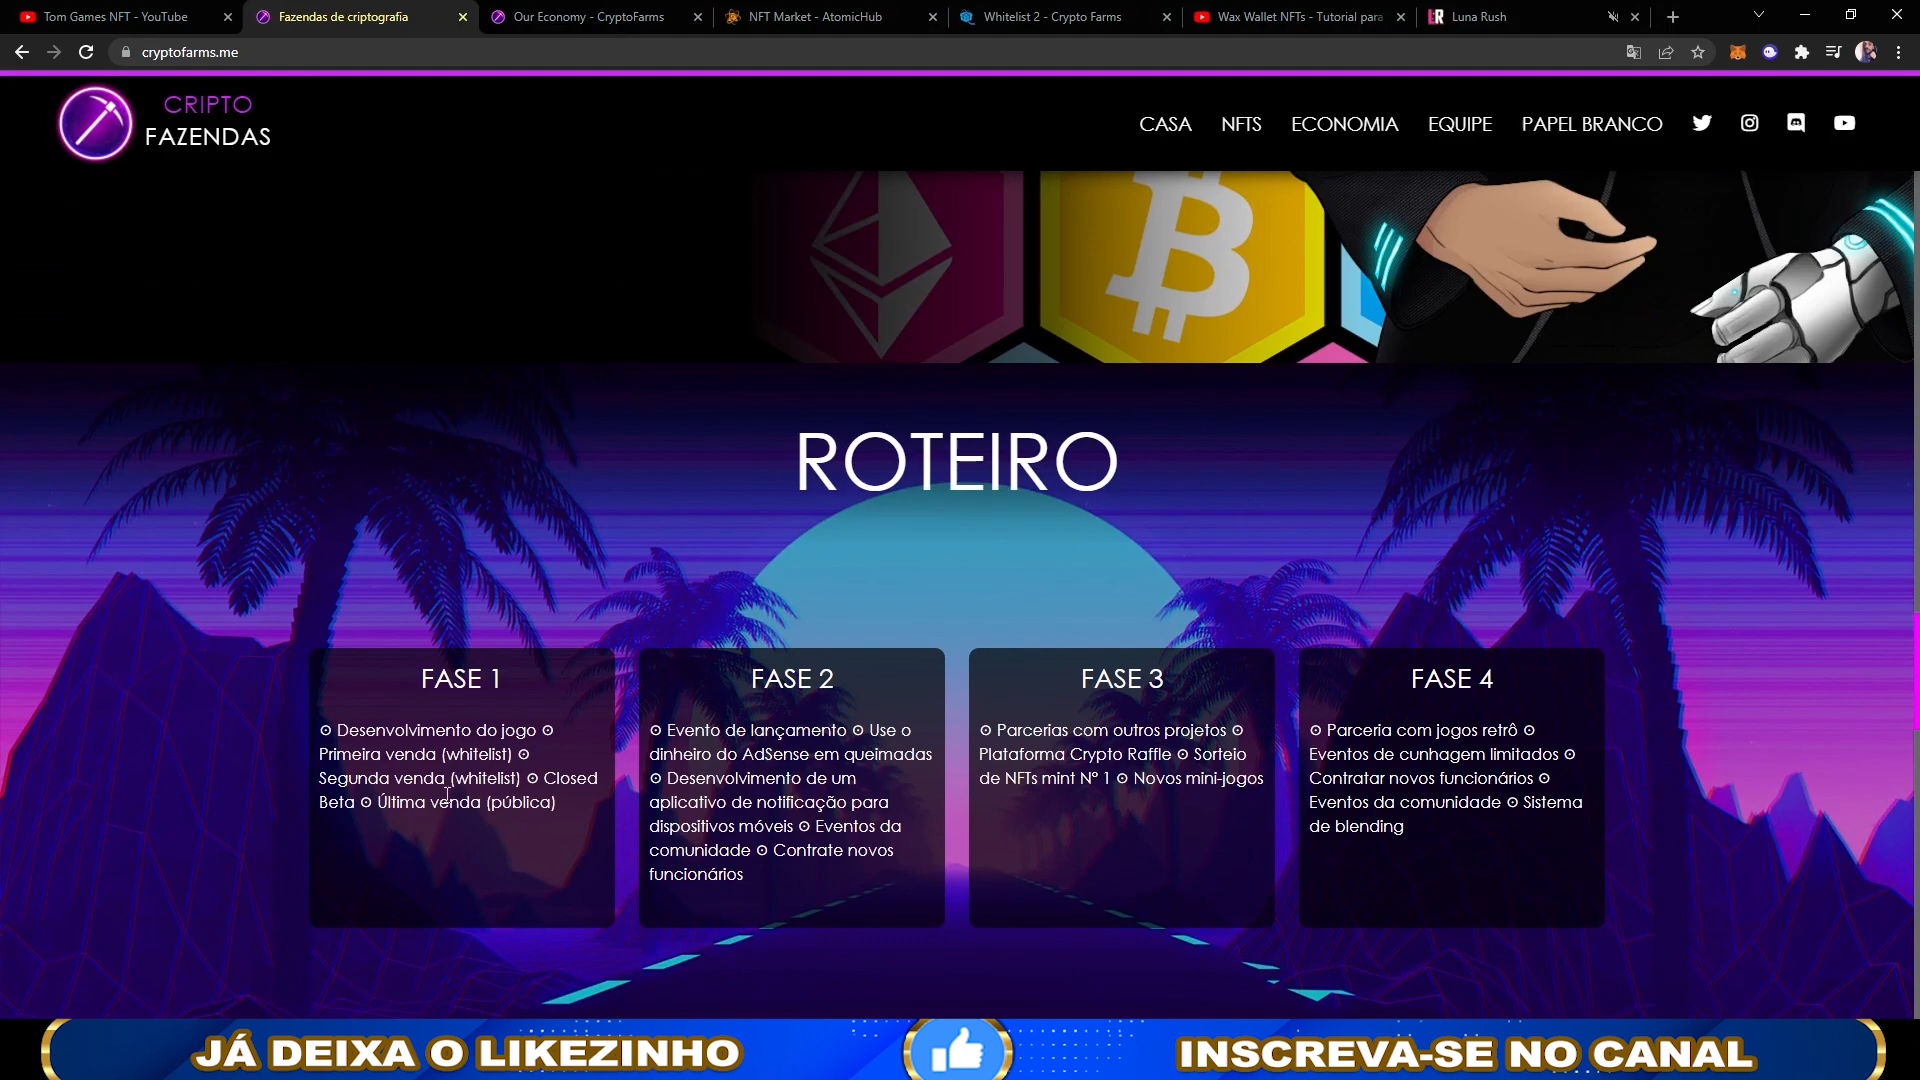 Tom Games NFT - YouTube
Fazendas de criptografia
Our Economy - CryptoFarms
NFT Market - AtomicHub
Whitelist 2 - Crypto Farms
Wax Wallet NFTs - Tutorial para
Luna Rush
cryptofarms.me
CRIPTO
FAZENDAS
CASA NFTS ECONOMIA EQUIPE PAPEL BRANCO
ROTEIRO
FASE 1
⊙ Desenvolvimento do jogo ⊙
Primeira venda (whitelist) ⊙
Segunda venda (whitelist) ⊙ Closed
Beta ⊙ Última venda (pública)
FASE 2
⊙ Evento de lançamento ⊙ Use o
dinheiro do AdSense em queimadas
⊙ Desenvolvimento de um
aplicativo de notificação para
dispositivos móveis ⊙ Eventos da
comunidade ⊙ Contrate novos
funcionários
FASE 3
⊙ Parcerias com outros projetos ⊙
Plataforma Crypto Raffle ⊙ Sorteio
de NFTs mint Nº 1 ⊙ Novos mini-jogos
FASE 4
⊙ Parceria com jogos retrô ⊙
Eventos de cunhagem limitados ⊙
Contratar novos funcionários ⊙
Eventos da comunidade ⊙ Sistema
de blending
JÁ DEIXA O LIKEZINHO
INSCREVA-SE NO CANAL